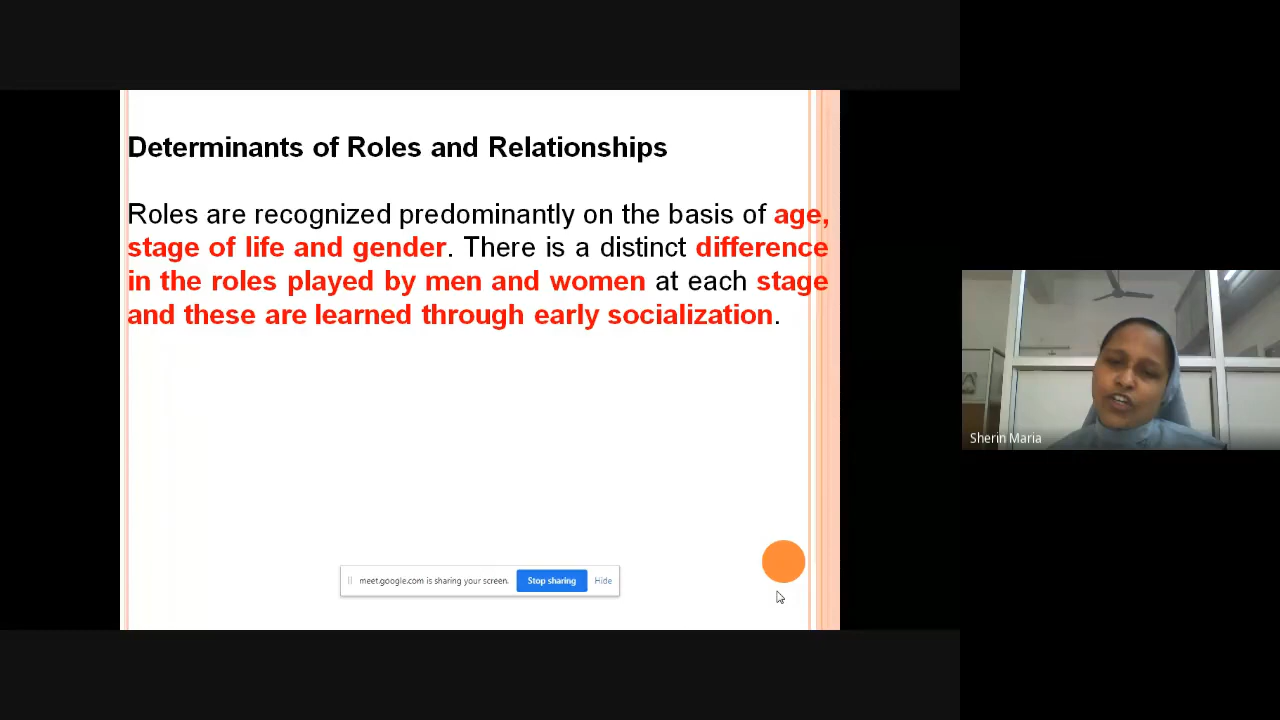 Determinants of Roles and Relationships
Roles are recognized predominantly on the basis of age,
stage of life and gender. There is a distinct difference
in the roles played by men and women at each stage
and these are learned through early socialization.
meet.google.com is sharing your screen.
Stop sharing
Hide
Sherin Maria